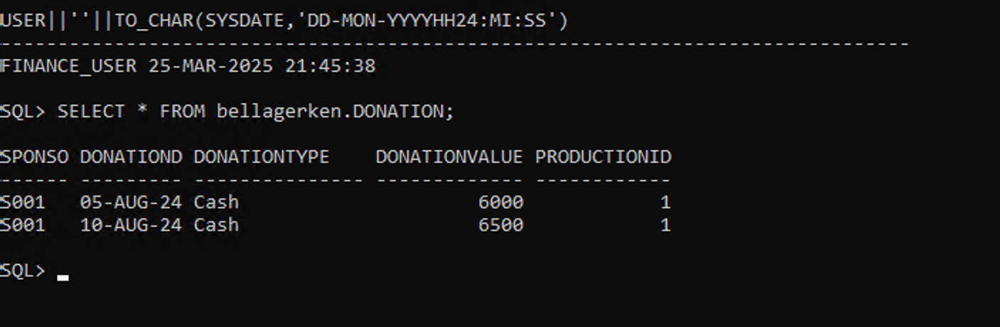 USER||''||TO_CHAR(SYSDATE,'DD-MON-YYYYHH24:MI:SS')
--------------------------------------------------------------------------------
FINANCE_USER 25-MAR-2025 21:45:38
SQL> SELECT * FROM bellagerken.DONATION;
SPONSO DONATIOND DONATIONTYPE    DONATIONVALUE PRODUCTIONID
------ --------- --------------- ------------- ------------
S001   05-AUG-24 Cash                     6000            1
S001   10-AUG-24 Cash                     6500            1
SQL> _